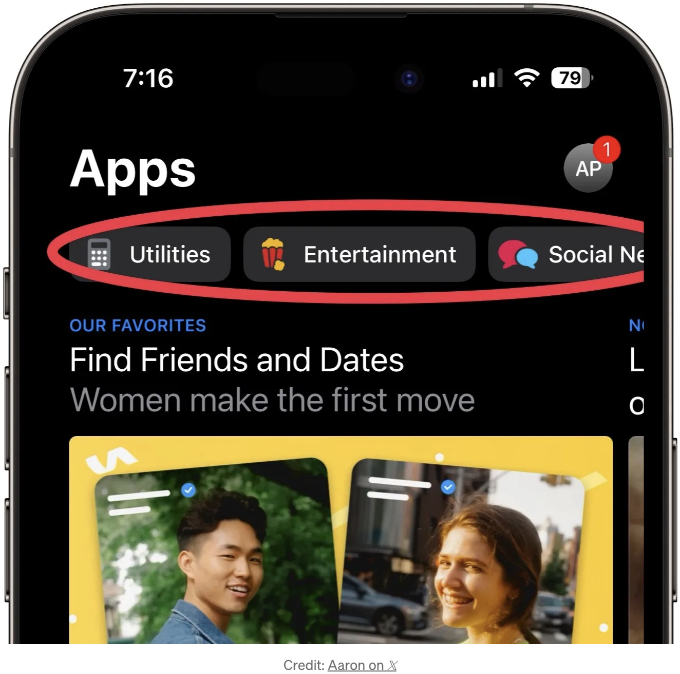 7:16
79
Apps
AP
1
Utilities
Entertainment
Social Ne
OUR FAVORITES
Find Friends and Dates
Women make the first move
L
Credit: Aaron on 𝕏